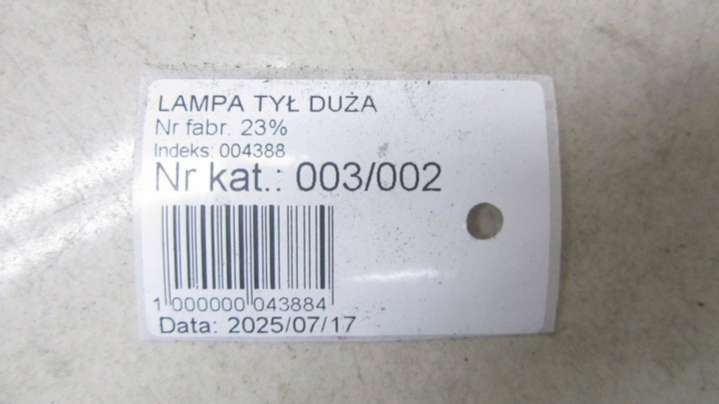 LAMPA TYŁ DUŻA
Nr fabr. 23%
Indeks: 004388
Nr kat.: 003/002
1 000000 043884
Data: 2025/07/17